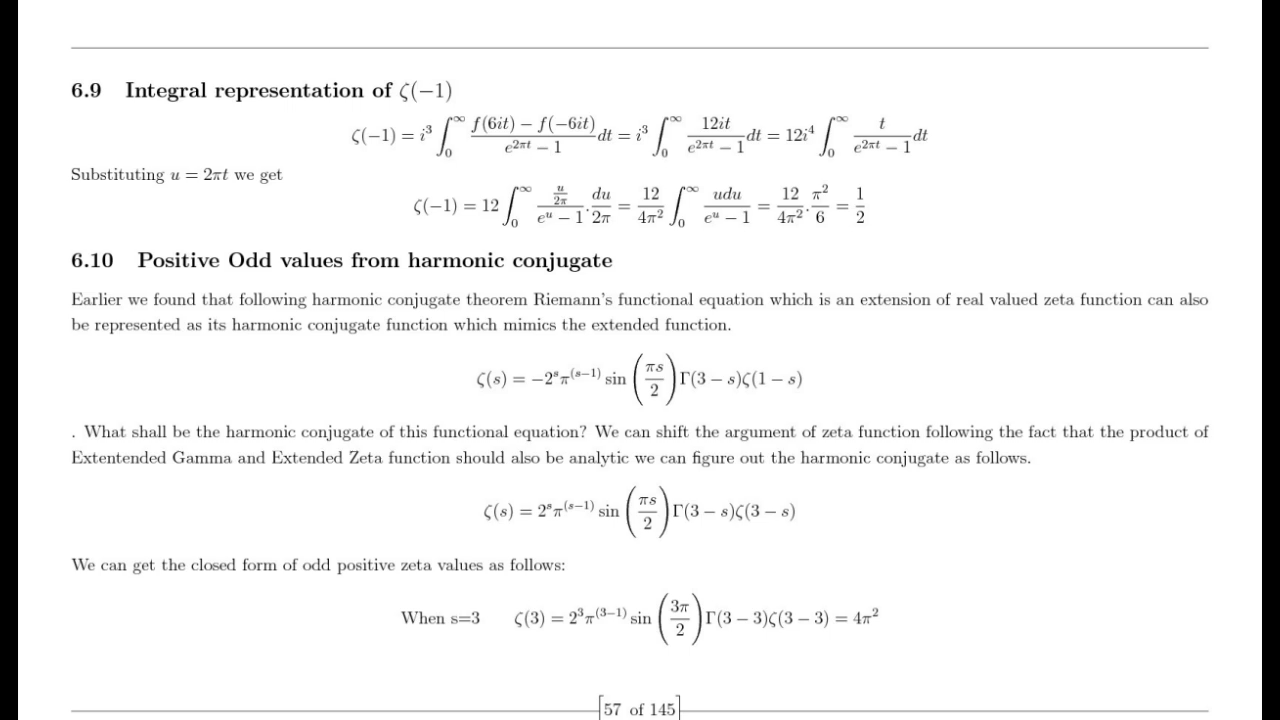 6.9 Integral representation of ζ(−1)
ζ(−1) = i³ ∫₀^∞ (f(6it) − f(−6it))/(e^{2πt} − 1) dt = i³ ∫₀^∞ 12it/(e^{2πt} − 1) dt = 12i⁴ ∫₀^∞ t/(e^{2πt} − 1) dt
Substituting u = 2πt we get
ζ(−1) = 12 ∫₀^∞ (u/2π)/(e^u − 1) . du/2π = 12/4π² ∫₀^∞ udu/(e^u − 1) = 12/4π² . π²/6 = 1/2
6.10 Positive Odd values from harmonic conjugate
Earlier we found that following harmonic conjugate theorem Riemann's functional equation which is an extension of real valued zeta function can also
be represented as its harmonic conjugate function which mimics the extended function.
ζ(s) = −2^s π^{(s−1)} sin (πs/2) Γ(3 − s)ζ(1 − s)
. What shall be the harmonic conjugate of this functional equation? We can shift the argument of zeta function following the fact that the product of
Extentended Gamma and Extended Zeta function should also be analytic we can figure out the harmonic conjugate as follows.
ζ(s) = 2^s π^{(s−1)} sin (πs/2) Γ(3 − s)ζ(3 − s)
We can get the closed form of odd positive zeta values as follows:
When s=3 ζ(3) = 2³π^{(3−1)} sin (3π/2) Γ(3 − 3)ζ(3 − 3) = 4π²
[57 of 145]